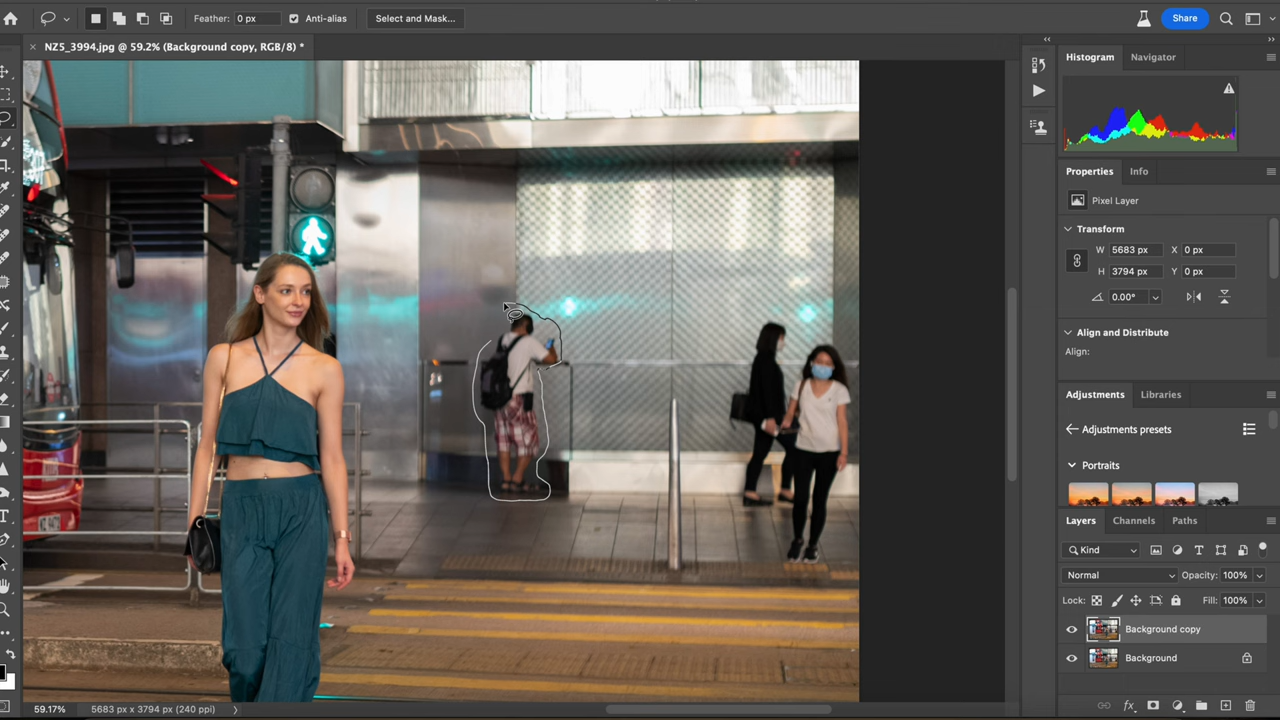 Feather: 0 px Anti-alias Select and Mask... Share
× NZ5_3994.jpg @ 59.2% (Background copy, RGB/8) *
Histogram Navigator
Properties Info
Pixel Layer
Transform
W 5683 px X 0 px
H 3794 px Y 0 px
0.00°
Align and Distribute
Align:
Adjustments Libraries
Adjustments presets
Portraits
Layers Channels Paths
Kind
Normal Opacity: 100%
Lock: Fill: 100%
Background copy
Background
59.17% 5683 px x 3794 px (240 ppi)